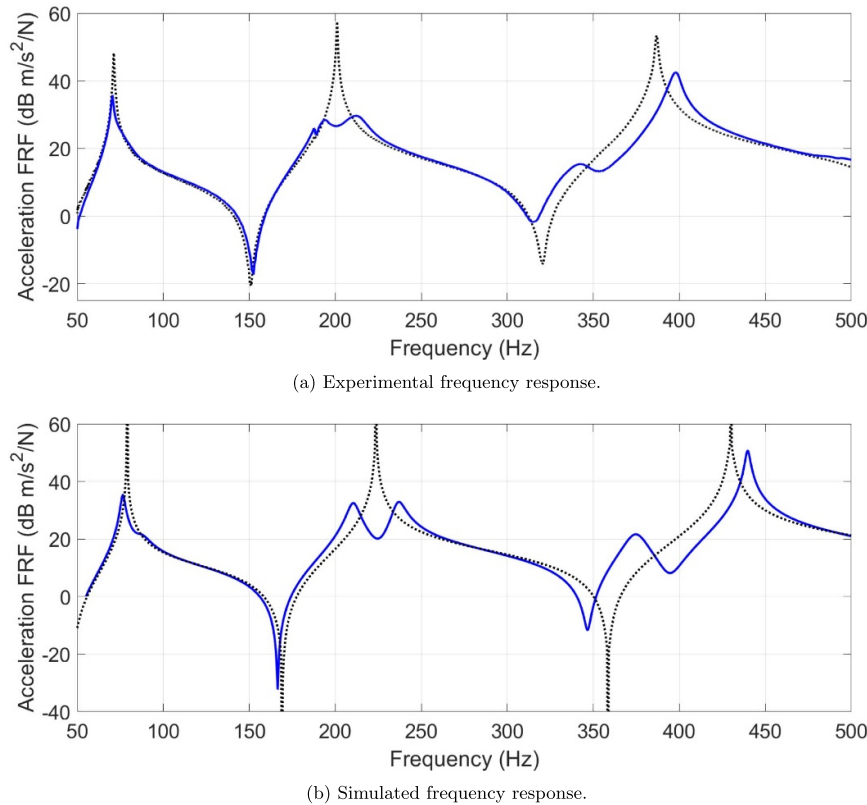 60
40
20
0
-20
50 100 150 200 250 300 350 400 450 500
Acceleration FRF (dB m/s²/N)
Frequency (Hz)
(a) Experimental frequency response.
60
40
20
0
-20
-40
50 100 150 200 250 300 350 400 450 500
Acceleration FRF (dB m/s²/N)
Frequency (Hz)
(b) Simulated frequency response.